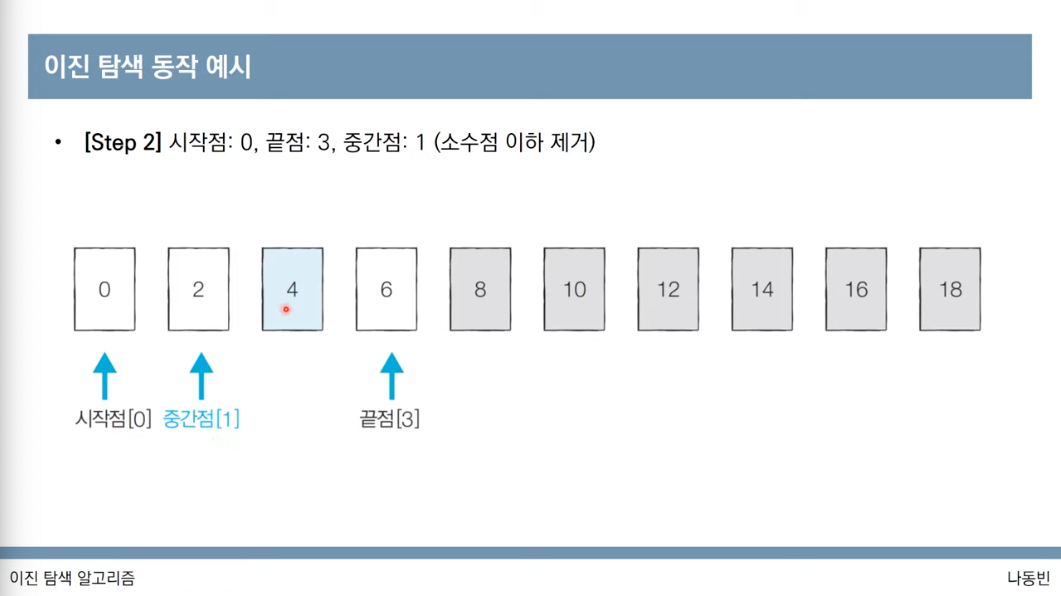 이진 탐색 동작 예시
• [Step 2] 시작점: 0, 끝점: 3, 중간점: 1 (소수점 이하 제거)
0 2 4 6 8 10 12 14 16 18
시작점[0] 중간점[1] 끝점[3]
이진 탐색 알고리즘 나동빈